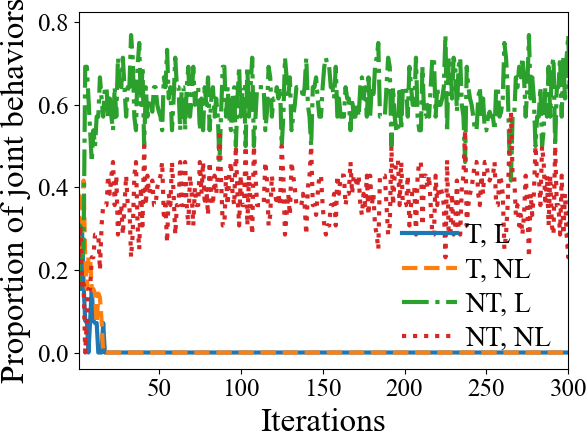 Proportion of joint behaviors
0.8
0.6
0.4
0.2
0.0
T, L
T, NL
NT, L
NT, NL
50 100 150 200 250 300
Iterations